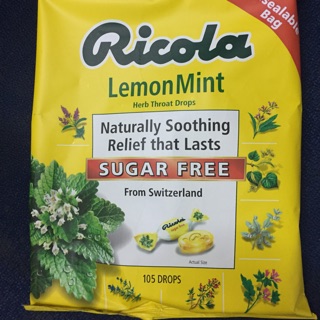 sealable
Bag
Ricola
LemonMint
Herb Throat Drops
Naturally Soothing
Relief that Lasts
SUGAR FREE
From Switzerland
Ricola
Actual Size
105 DROPS